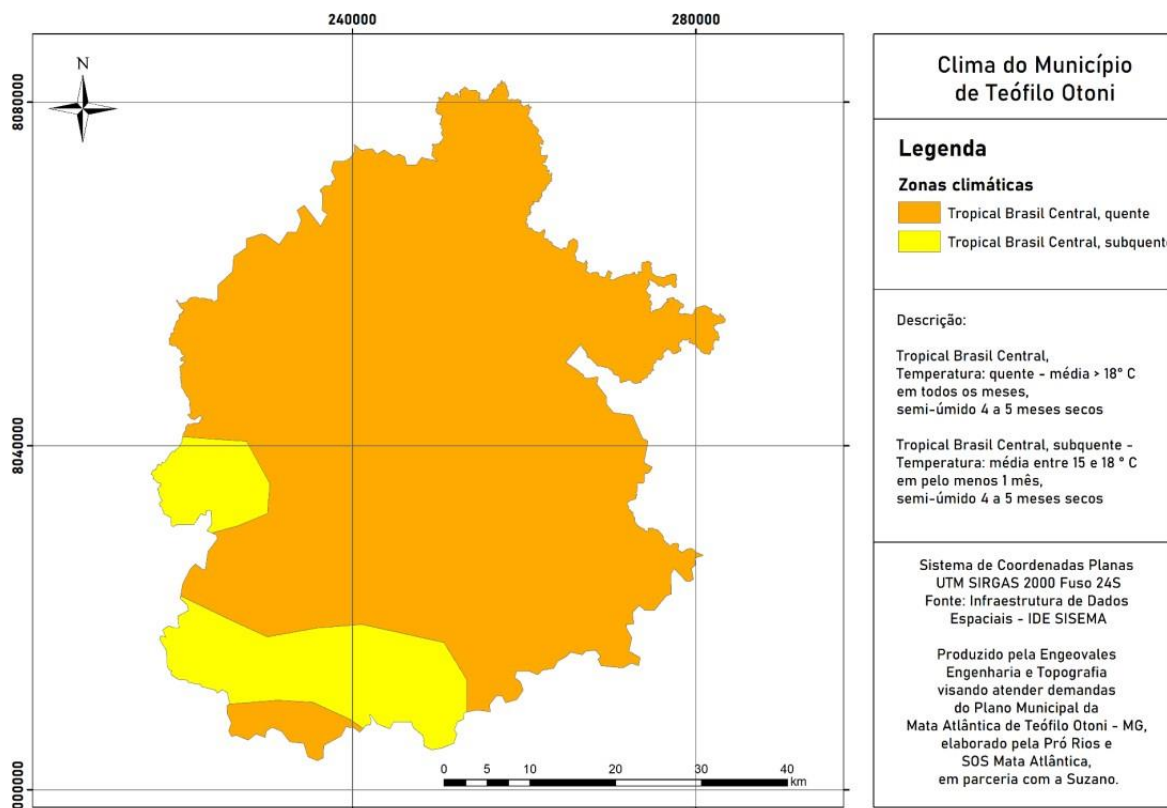 240000
280000
N
8080000
8040000
000000
0
5
10
20
30
40
km
Clima do Município
de Teófilo Otoni
Legenda
Zonas climáticas
Tropical Brasil Central, quente
Tropical Brasil Central, subquente
Descrição:
Tropical Brasil Central,
Temperatura: quente - média > 18° C
em todos os meses,
semi-úmido 4 a 5 meses secos
Tropical Brasil Central, subquente -
Temperatura: média entre 15 e 18 ° C
em pelo menos 1 mês,
semi-úmido 4 a 5 meses secos
Sistema de Coordenadas Planas
UTM SIRGAS 2000 Fuso 24S
Fonte: Infraestrutura de Dados
Espaciais - IDE SISEMA
Produzido pela Engeovales
Engenharia e Topografia
visando atender demandas
do Plano Municipal da
Mata Atlântica de Teófilo Otoni - MG,
elaborado pela Pró Rios e
SOS Mata Atlântica,
em parceria com a Suzano.